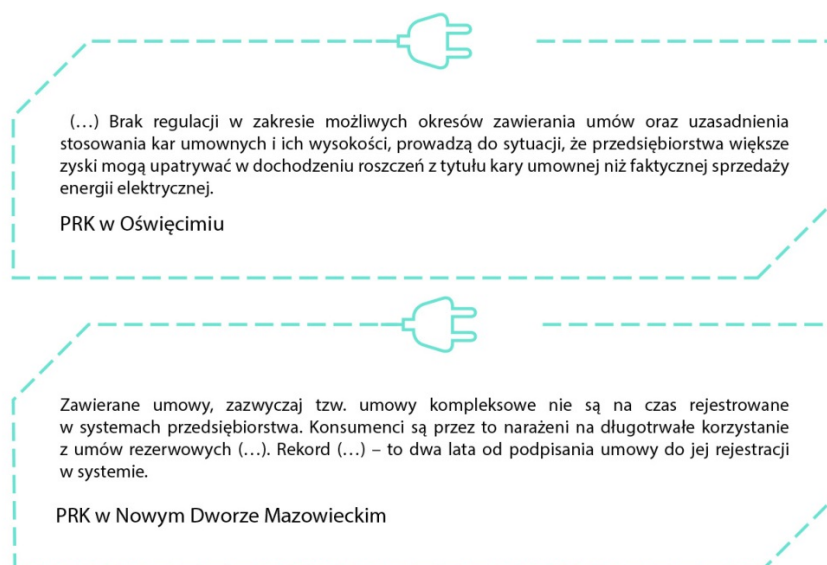 (…) Brak regulacji w zakresie możliwych okresów zawierania umów oraz uzasadnienia
stosowania kar umownych i ich wysokości, prowadzą do sytuacji, że przedsiębiorstwa większe
zyski mogą upatrywać w dochodzeniu roszczeń z tytułu kary umownej niż faktycznej sprzedaży
energii elektrycznej.
PRK w Oświęcimiu
Zawierane umowy, zazwyczaj tzw. umowy kompleksowe nie są na czas rejestrowane
w systemach przedsiębiorstwa. Konsumenci są przez to narażeni na długotrwałe korzystanie
z umów rezerwowych (…). Rekord (…) – to dwa lata od podpisania umowy do jej rejestracji
w systemie.
PRK w Nowym Dworze Mazowieckim